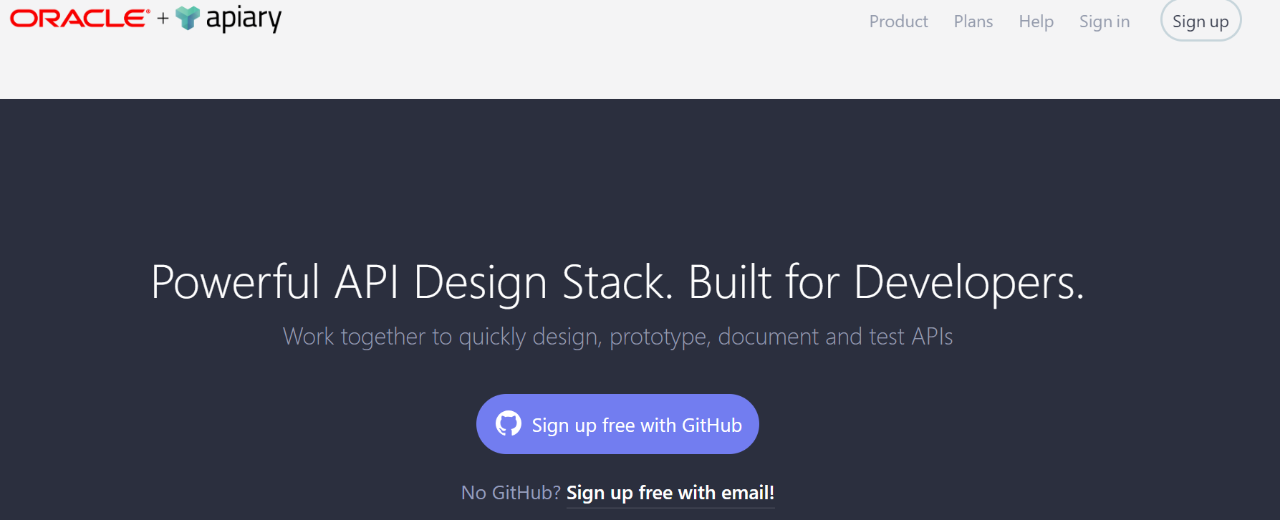 ORACLE® + apiary
Product Plans Help Sign in Sign up
Powerful API Design Stack. Built for Developers.
Work together to quickly design, prototype, document and test APIs
Sign up free with GitHub
No GitHub? Sign up free with email!